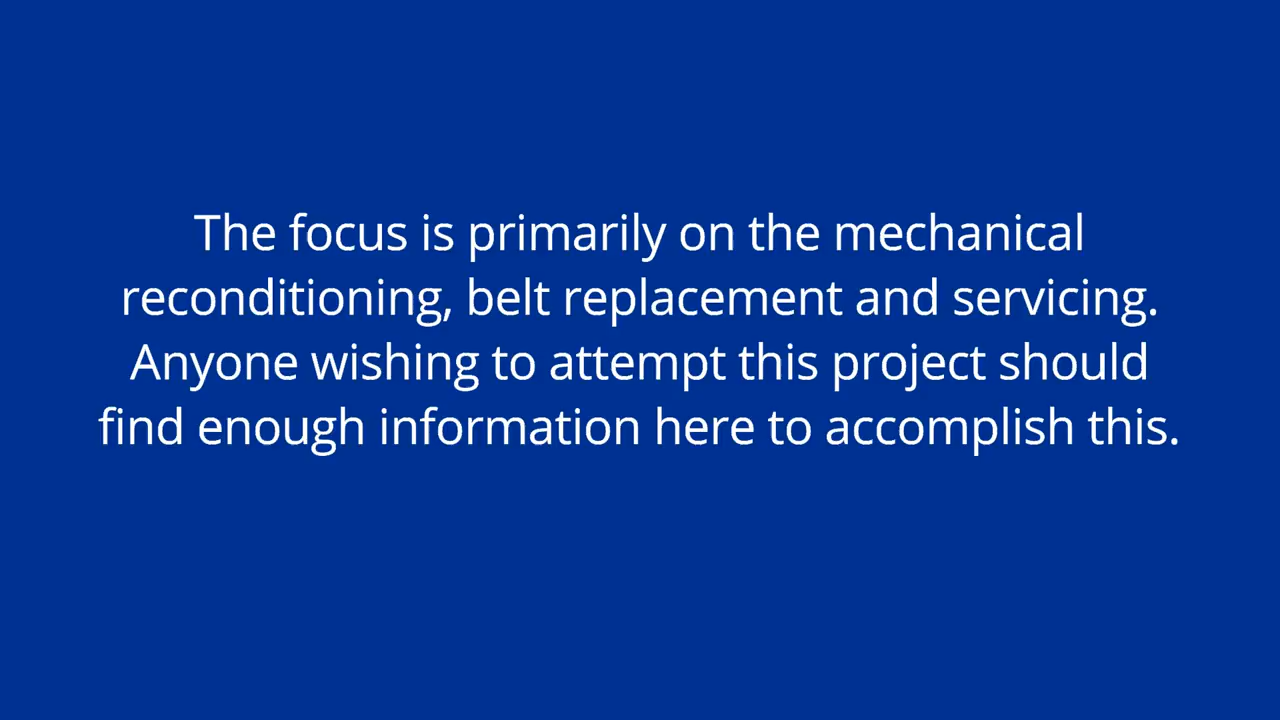 The focus is primarily on the mechanical
reconditioning, belt replacement and servicing.
Anyone wishing to attempt this project should
find enough information here to accomplish this.